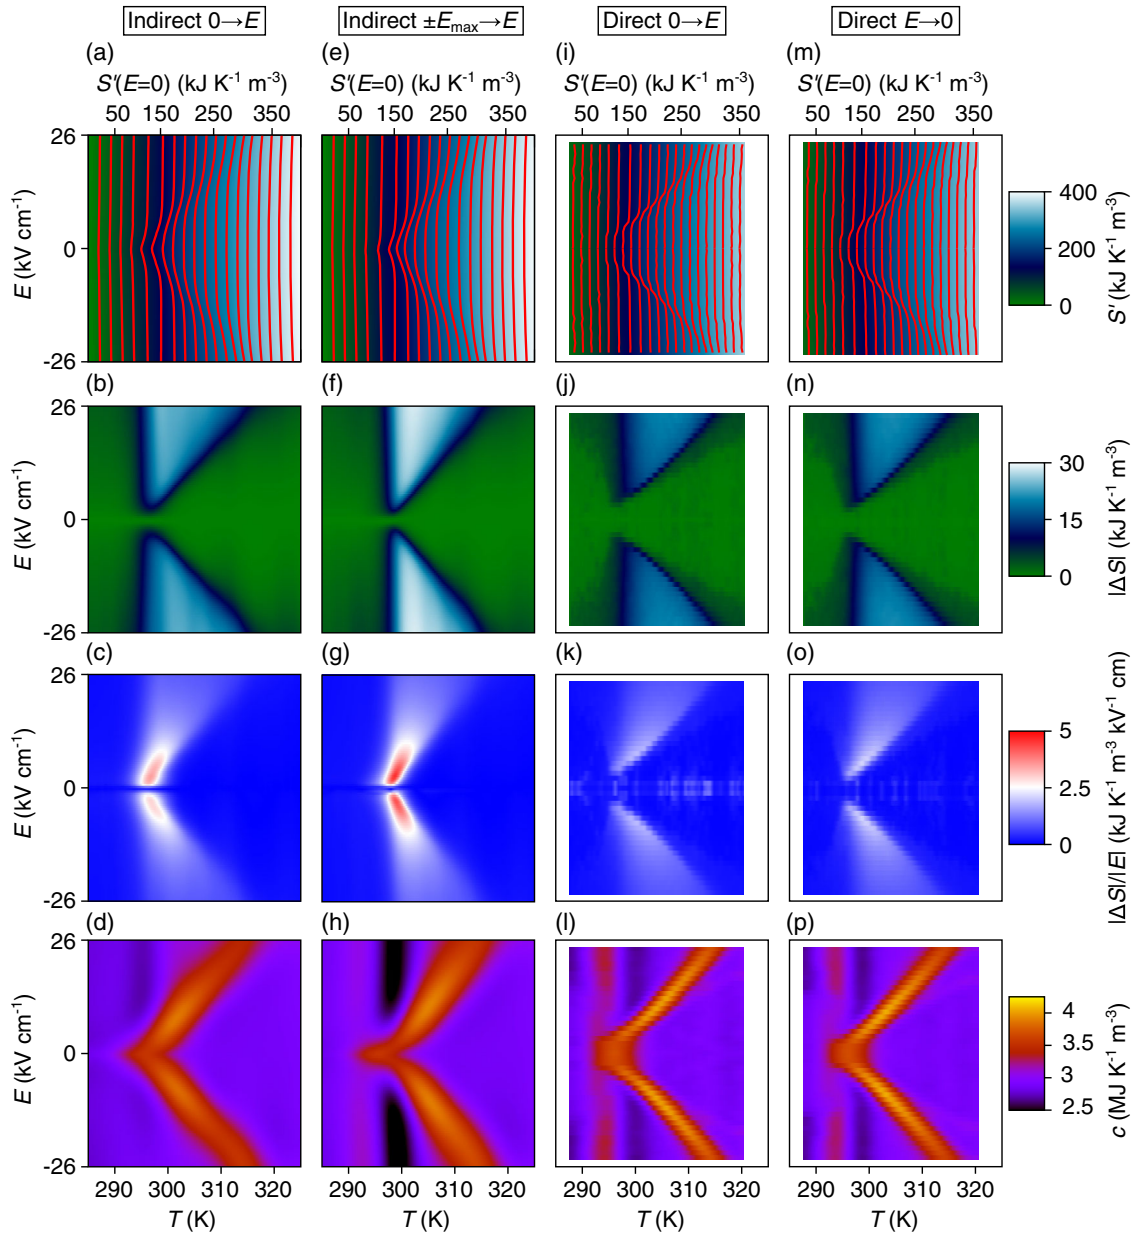 Indirect 0→E
Indirect ±Emax→E
Direct 0→E
Direct E→0
(a)
(e)
(i)
(m)
S′(E=0) (kJ K-1 m-3)
S′(E=0) (kJ K-1 m-3)
S′(E=0) (kJ K-1 m-3)
S′(E=0) (kJ K-1 m-3)
50 150 250 350
50 150 250 350
50 150 250 350
50 150 250 350
26
0
-26
E (kV cm-1)
400
200
0
S′ (kJ K-1 m-3)
(b)
(f)
(j)
(n)
26
0
-26
E (kV cm-1)
30
15
0
|ΔS| (kJ K-1 m-3)
(c)
(g)
(k)
(o)
26
0
-26
E (kV cm-1)
5
2.5
0
|ΔS|/|E| (kJ K-1 m-3 kV-1 cm)
(d)
(h)
(l)
(p)
26
0
-26
E (kV cm-1)
4
3.5
3
2.5
c (MJ K-1 m-3)
290 300 310 320
290 300 310 320
290 300 310 320
290 300 310 320
T (K)
T (K)
T (K)
T (K)